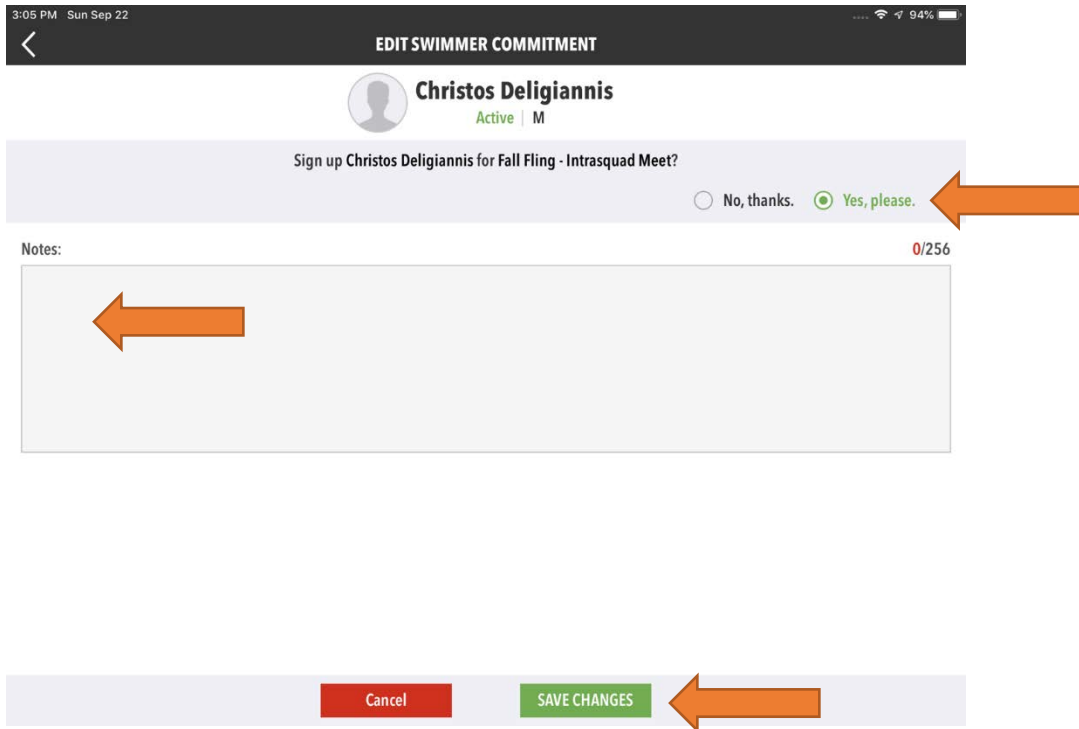 3:05 PM Sun Sep 22 94%
EDIT SWIMMER COMMITMENT
Christos Deligiannis
Active | M
Sign up Christos Deligiannis for Fall Fling - Intrasquad Meet?
No, thanks. Yes, please.
Notes: 0/256
Cancel SAVE CHANGES